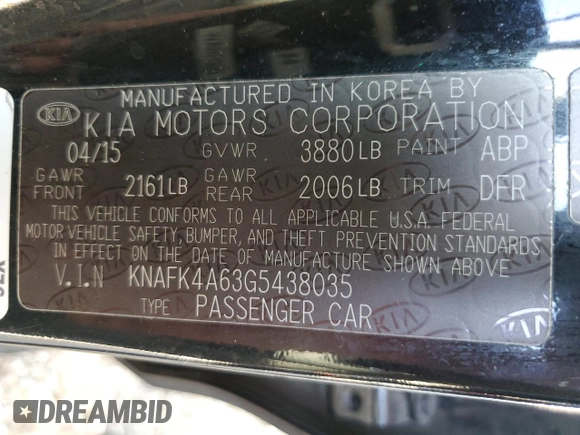 MANUFACTURED IN KOREA BY
KIA KIA MOTORS CORPORATION
04/15 GVWR 3880LB PAINT ABP
GAWR FRONT 2161LB GAWR REAR 2006LB TRIM DFR
THIS VEHICLE CONFORMS TO ALL APPLICABLE U.S.A. FEDERAL
MOTOR VEHICLE SAFETY, BUMPER, AND THEFT PREVENTION STANDARDS
IN EFFECT ON THE DATE OF MANUFACTURE SHOWN ABOVE.
V.I.N KNAFK4A63G5438035
TYPE PASSENGER CAR
DREAMBID